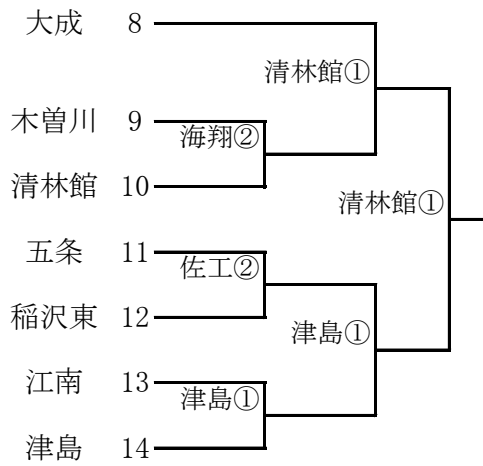 大成 8
清林館①
木曽川 9
海翔②
清林館 10
清林館①
五条 11
佐工②
稲沢東 12
津島①
江南 13
津島①
津島 14